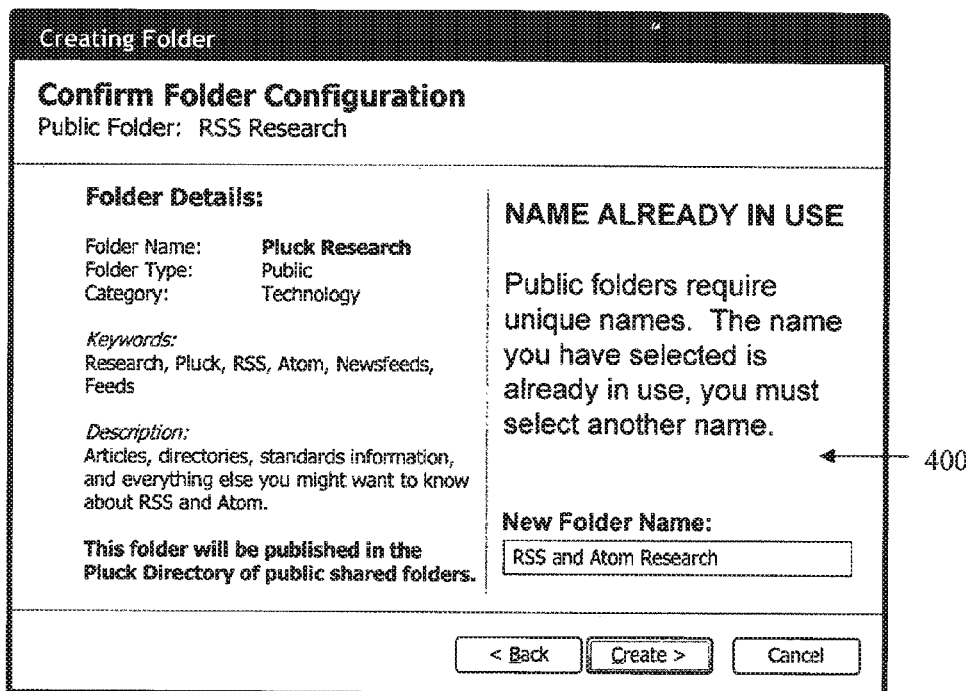 Creating Folder
Confirm Folder Configuration
Public Folder: RSS Research
Folder Details:
Folder Name: Pluck Research
Folder Type: Public
Category: Technology
Keywords:
Research, Pluck, RSS, Atom, Newsfeeds,
Feeds
Description:
Articles, directories, standards information,
and everything else you might want to know
about RSS and Atom.
This folder will be published in the
Pluck Directory of public shared folders.
NAME ALREADY IN USE
Public folders require
unique names. The name
you have selected is
already in use, you must
select another name.
400
New Folder Name:
RSS and Atom Research
< Back
Create >
Cancel